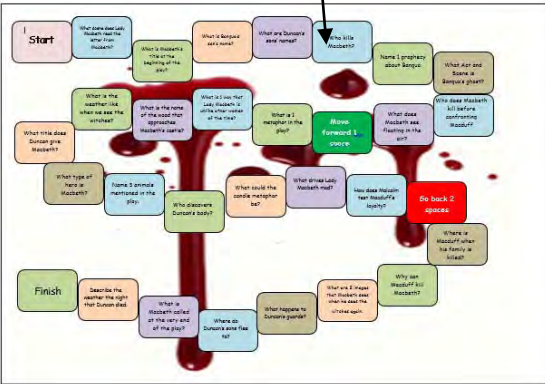 Start
What scene does Lady
Macbeth read the
letter from
Macbeth?
What is Macbeth's
title at the
beginning of the
play?
What is Banquo's
son's name?
What are Duncan's
sons' names?
Who kills
Macbeth?
Name 1 prophecy
about Banquo
What Act and
Scene is
Banquo's ghost?
Who does Macbeth
kill before
confronting
Macduff
What does
Macbeth see
floating in the
air?
Move
forward 1
space
What is 1
metaphor in the
play?
What is 1 way that
Lady Macbeth is
unlike other women
of the time?
What is the name
of the wood that
approaches
Macbeth's castle?
What is the
weather like
when we see the
witches?
What title does
Duncan give
Macbeth?
What type of
hero is
Macbeth?
animals
mentioned in the
play.
Who discovers
Duncan's body?
What could the
candle metaphor
be?
What drives Lady
Macbeth mad?
How does Malcolm
test Macduff's
loyalty?
Go back 2
spaces
Where is
Macduff when
his family is
killed?
Why can
Macduff kill
Macbeth?
What are 2 images
that Macbeth sees
when he sees the
witches again
What happens to
Duncan's guards?
Where do
Duncan's sons flee
to?
What is
Macbeth called
at the very end
of the play?
Describe the
weather the night
that Duncan died.
Finish